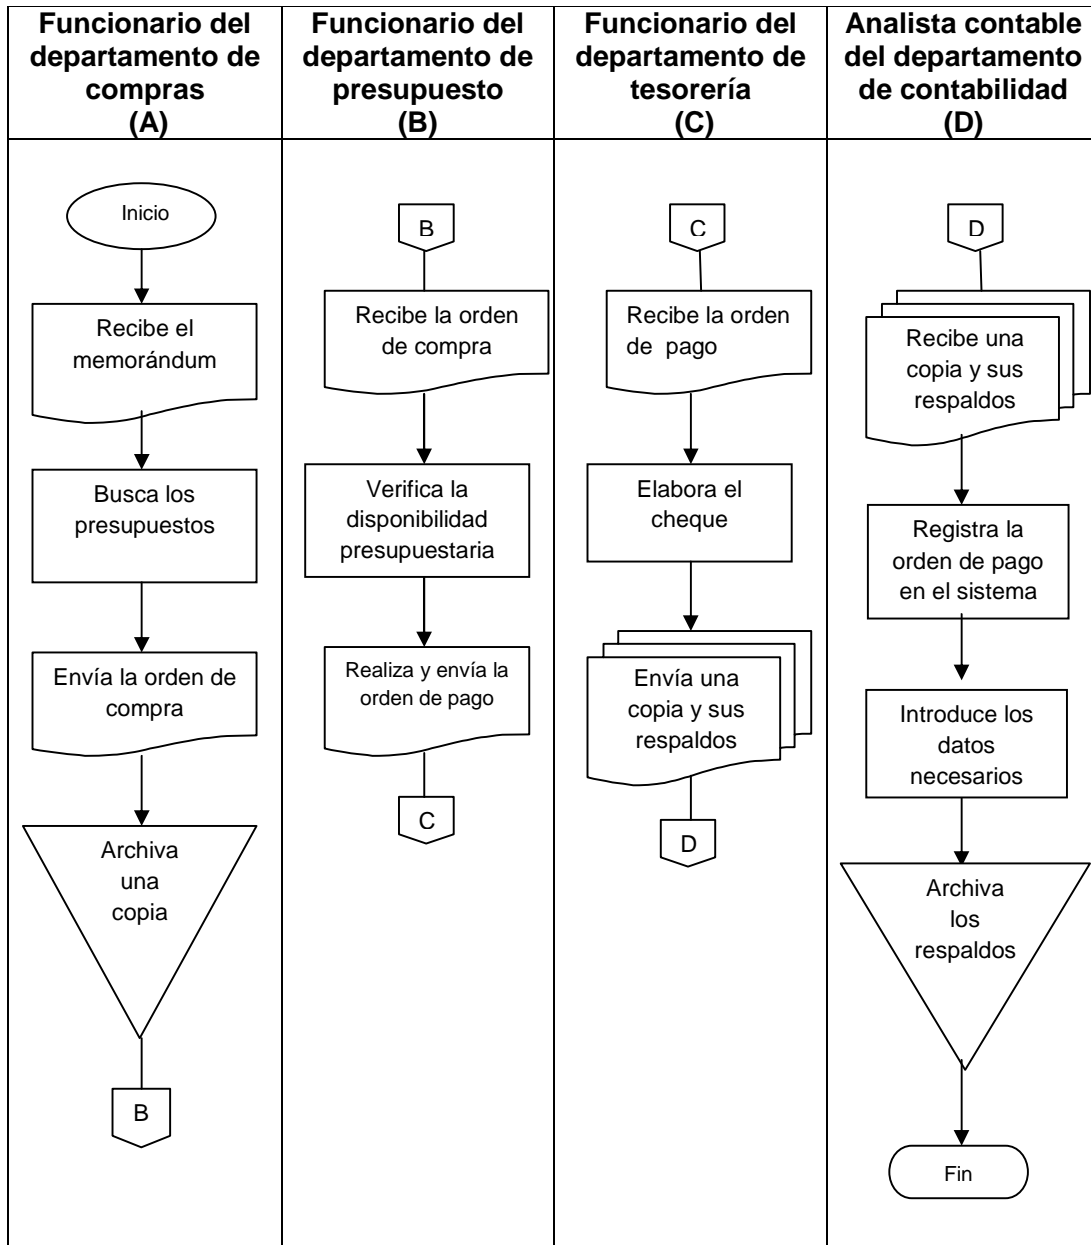 Funcionario del
departamento de
compras
(A)
Funcionario del
departamento de
presupuesto
(B)
Funcionario del
departamento de
tesorería
(C)
Analista contable
del departamento
de contabilidad
(D)
Inicio
Recibe el
memorándum
Busca los
presupuestos
Envía la orden de
compra
Archiva
una
copia
B
B
Recibe la orden
de compra
Verifica la
disponibilidad
presupuestaria
Realiza y envía la
orden de pago
C
C
Recibe la orden
de pago
Elabora el
cheque
Envía una
copia y sus
respaldos
D
D
Recibe una
copia y sus
respaldos
Registra la
orden de pago
en el sistema
Introduce los
datos
necesarios
Archiva
los
respaldos
Fin